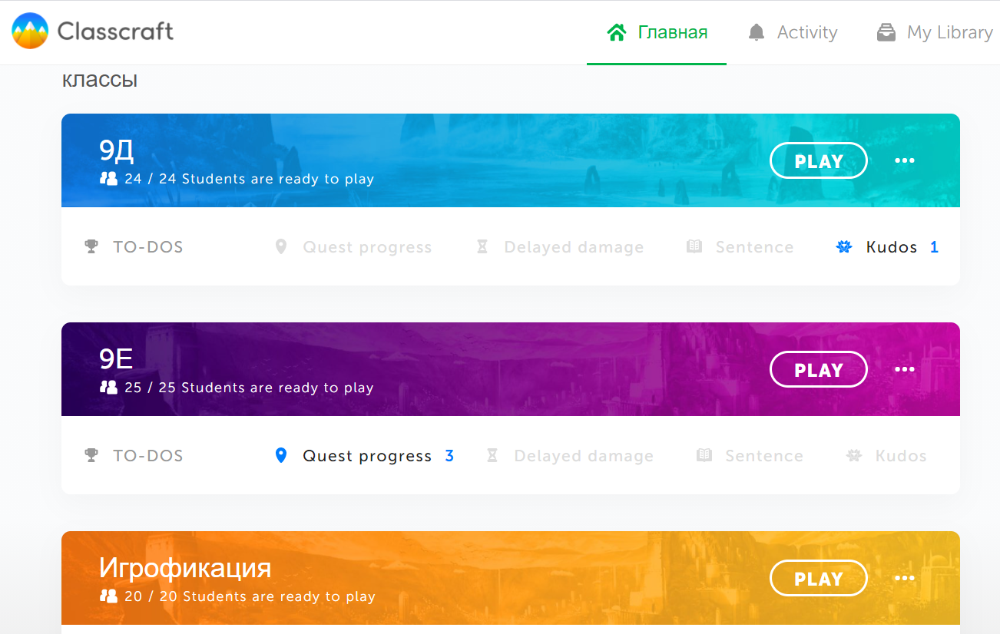 Classcraft
Главная Activity My Library
классы
9Д
24 / 24 Students are ready to play
PLAY
TO-DOS Quest progress Delayed damage Sentence Kudos 1
9Е
25 / 25 Students are ready to play
PLAY
TO-DOS Quest progress 3 Delayed damage Sentence Kudos
Игрофикация
20 / 20 Students are ready to play
PLAY